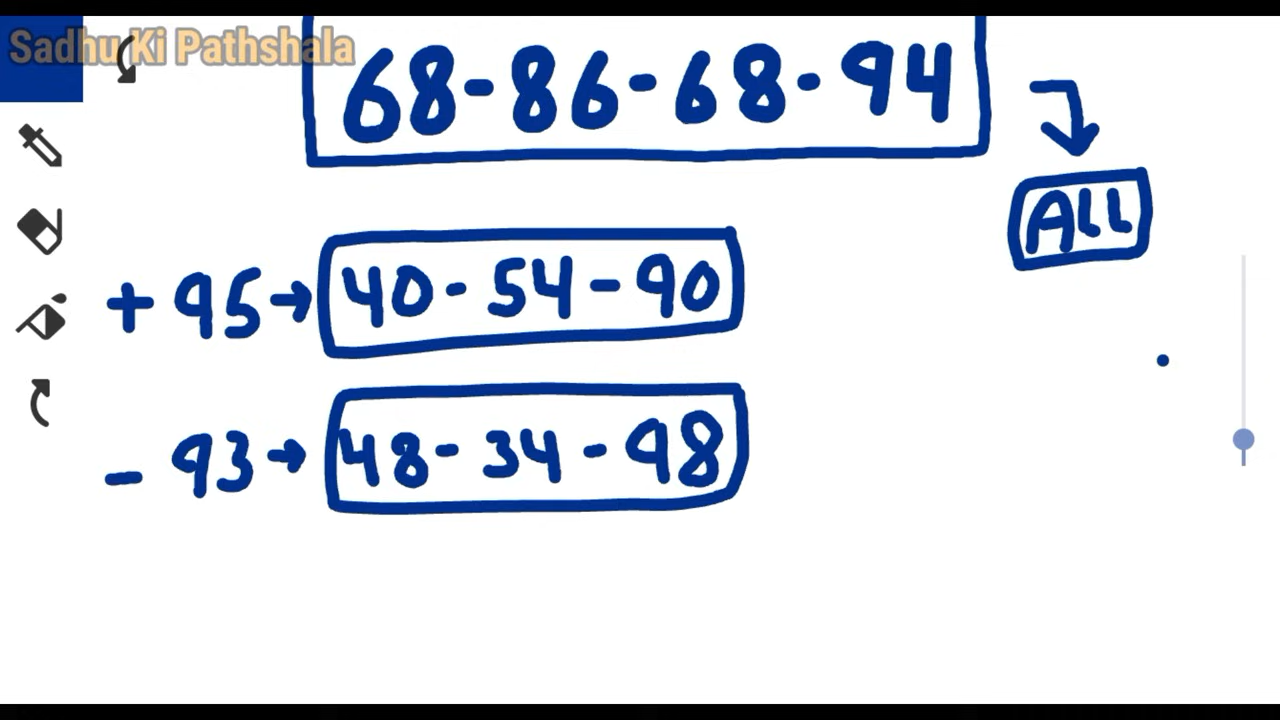 Sadhu Ki Pathshala
68-86-68-94
ALL
+ 95→ 40-54-90
- 93→ 48-34-98